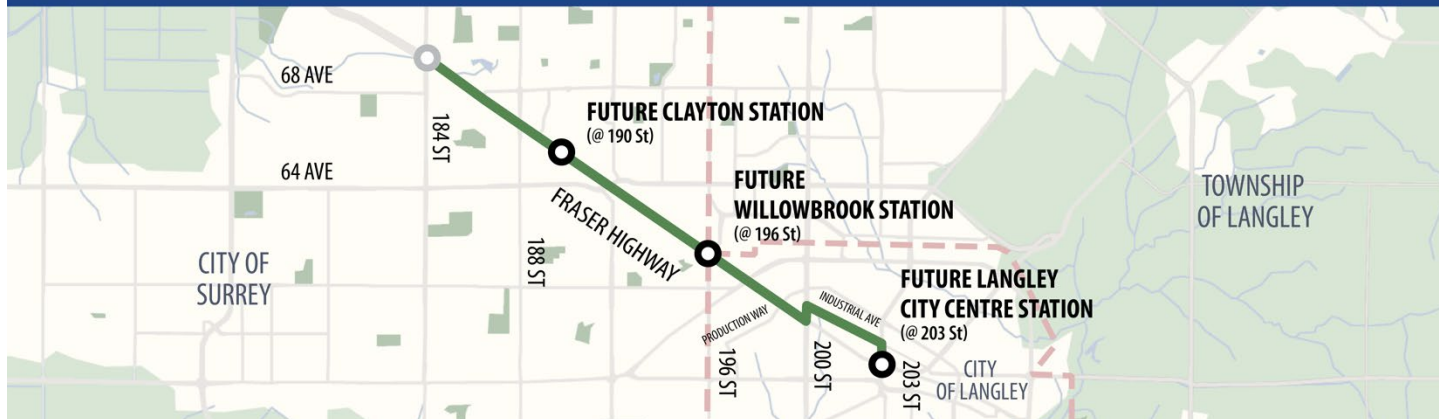 68 AVE
184 ST
FUTURE CLAYTON STATION
(@ 190 St)
64 AVE
FUTURE
WILLOWBROOK STATION
(@ 196 St)
TOWNSHIP
OF LANGLEY
FRASER HIGHWAY
188 ST
CITY OF
SURREY
FUTURE LANGLEY
CITY CENTRE STATION
(@ 203 St)
INDUSTRIAL AVE
PRODUCTION WAY
196 ST
200 ST
203 ST
CITY
OF LANGLEY